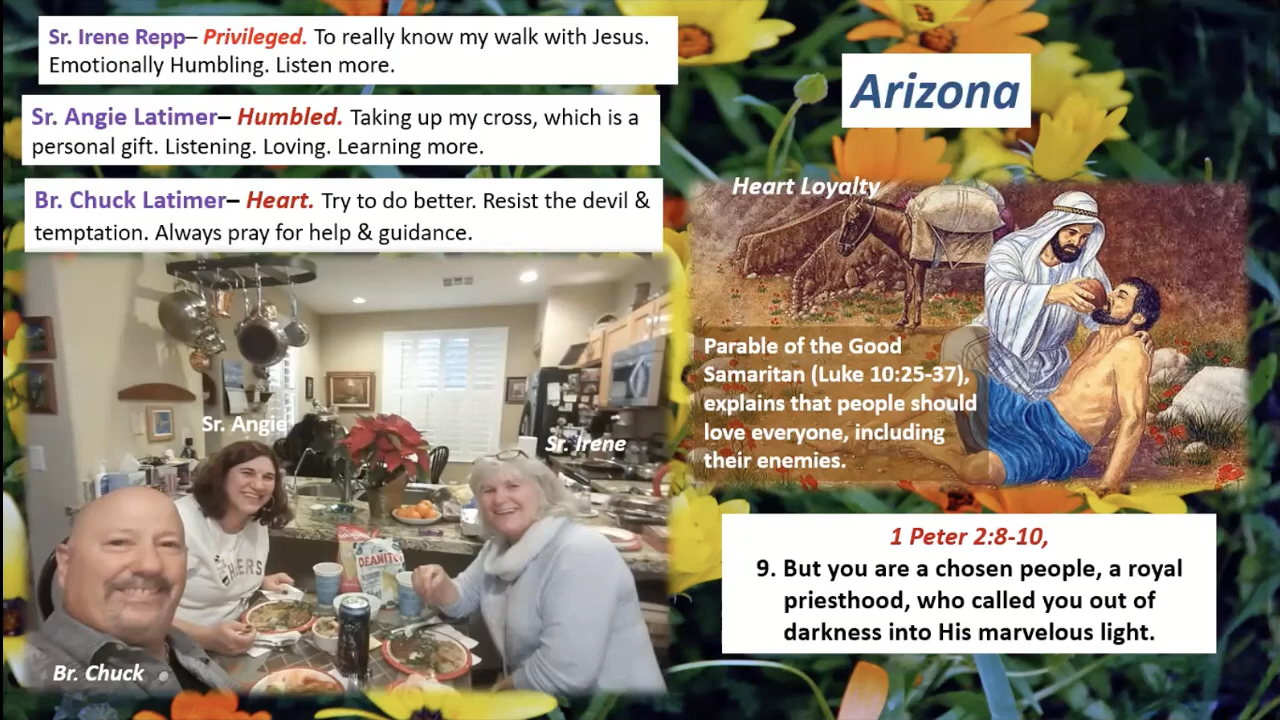 Sr. Irene Repp– Privileged. To really know my walk with Jesus.
Emotionally Humbling. Listen more.
Sr. Angie Latimer– Humbled. Taking up my cross, which is a
personal gift. Listening. Loving. Learning more.
Br. Chuck Latimer– Heart. Try to do better. Resist the devil &
temptation. Always pray for help & guidance.
Sr. Angie
Sr. Irene
Br. Chuck
Arizona
Heart Loyalty
Parable of the Good
Samaritan (Luke 10:25-37),
explains that people should
love everyone, including
their enemies.
1 Peter 2:8-10,
9. But you are a chosen people, a royal
priesthood, who called you out of
darkness into His marvelous light.